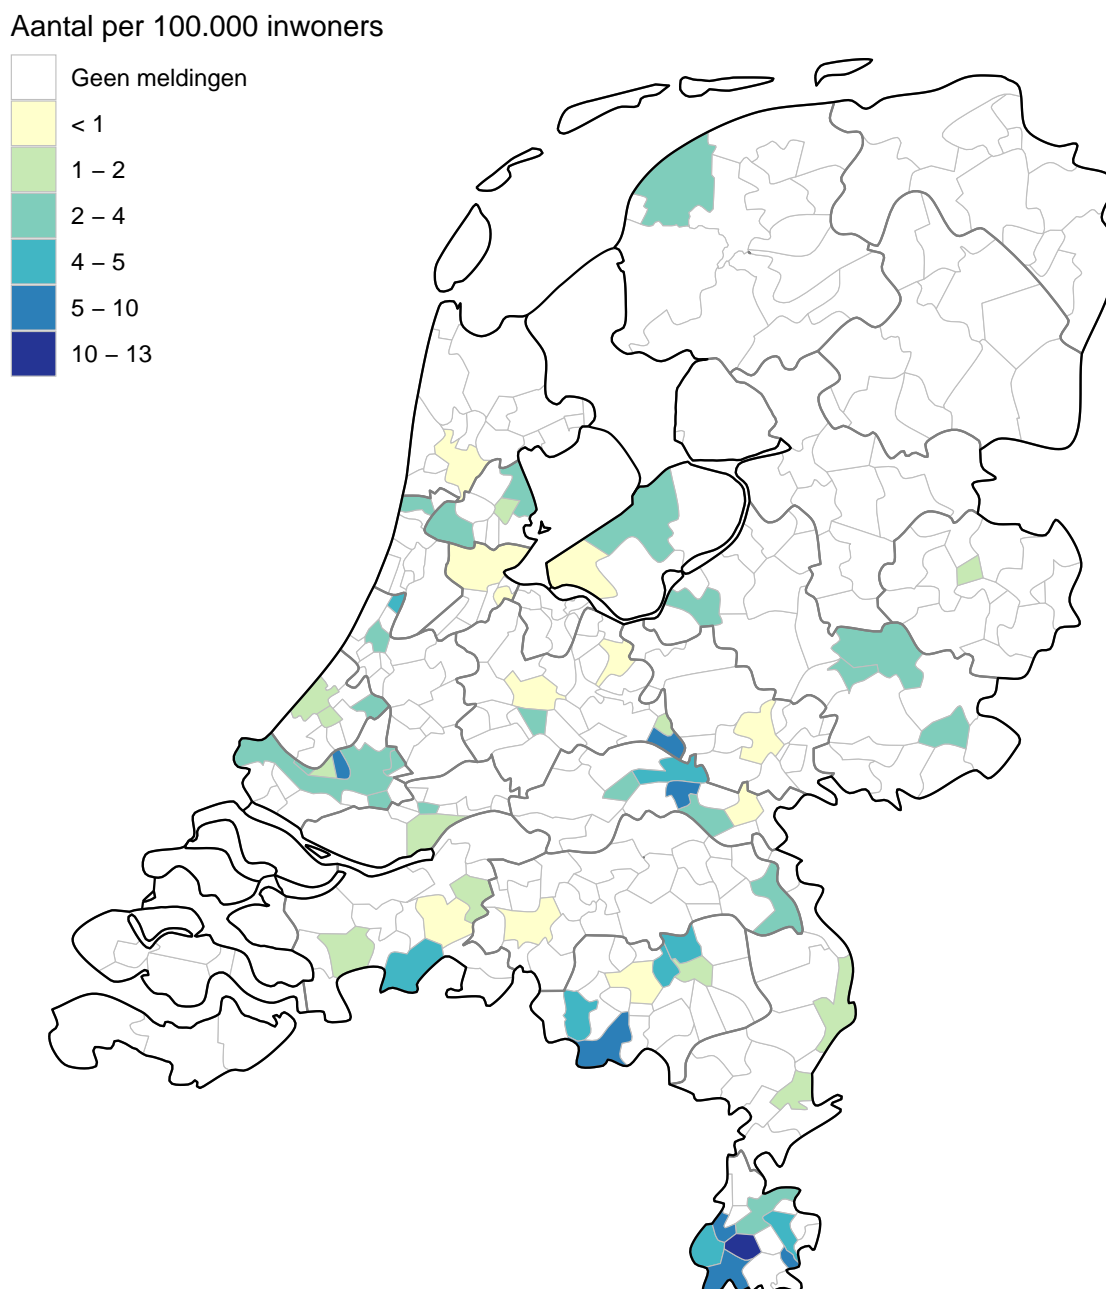 Aantal per 100.000 inwoners
Geen meldingen
< 1
1 – 2
2 – 4
4 – 5
5 – 10
10 – 13